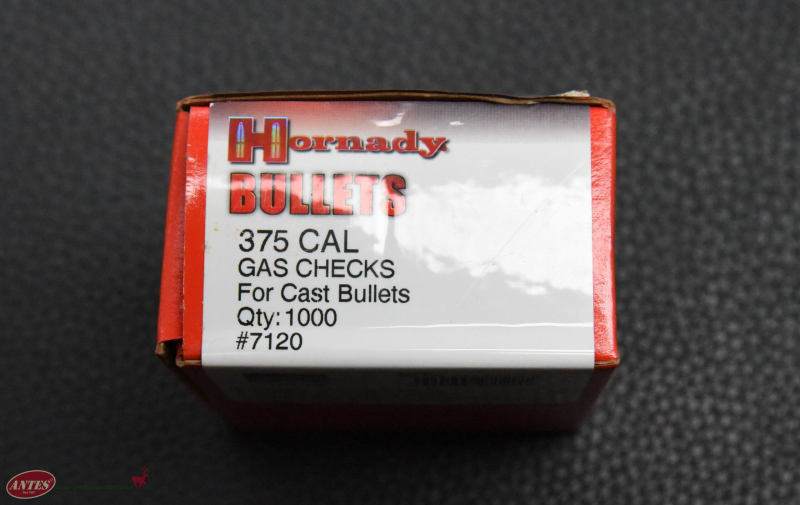 Hornady
BULLETS
375 CAL
GAS CHECKS
For Cast Bullets
Qty: 1000
#7120
ANTES